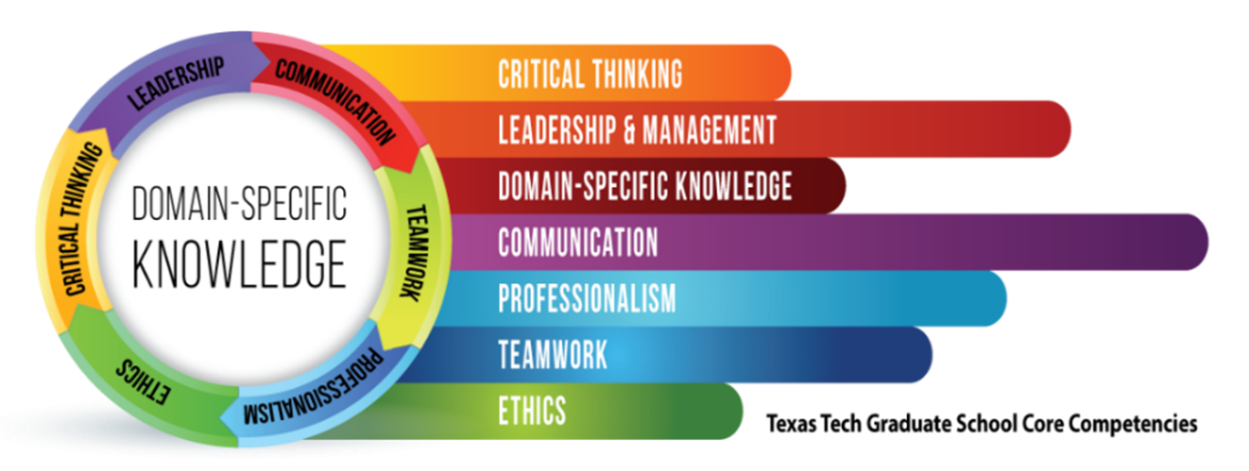 LEADERSHIP
COMMUNICATION
TEAMWORK
PROFESSIONALISM
ETHICS
CRITICAL THINKING
DOMAIN-SPECIFIC
KNOWLEDGE
CRITICAL THINKING
LEADERSHIP & MANAGEMENT
DOMAIN-SPECIFIC KNOWLEDGE
COMMUNICATION
PROFESSIONALISM
TEAMWORK
ETHICS
Texas Tech Graduate School Core Competencies